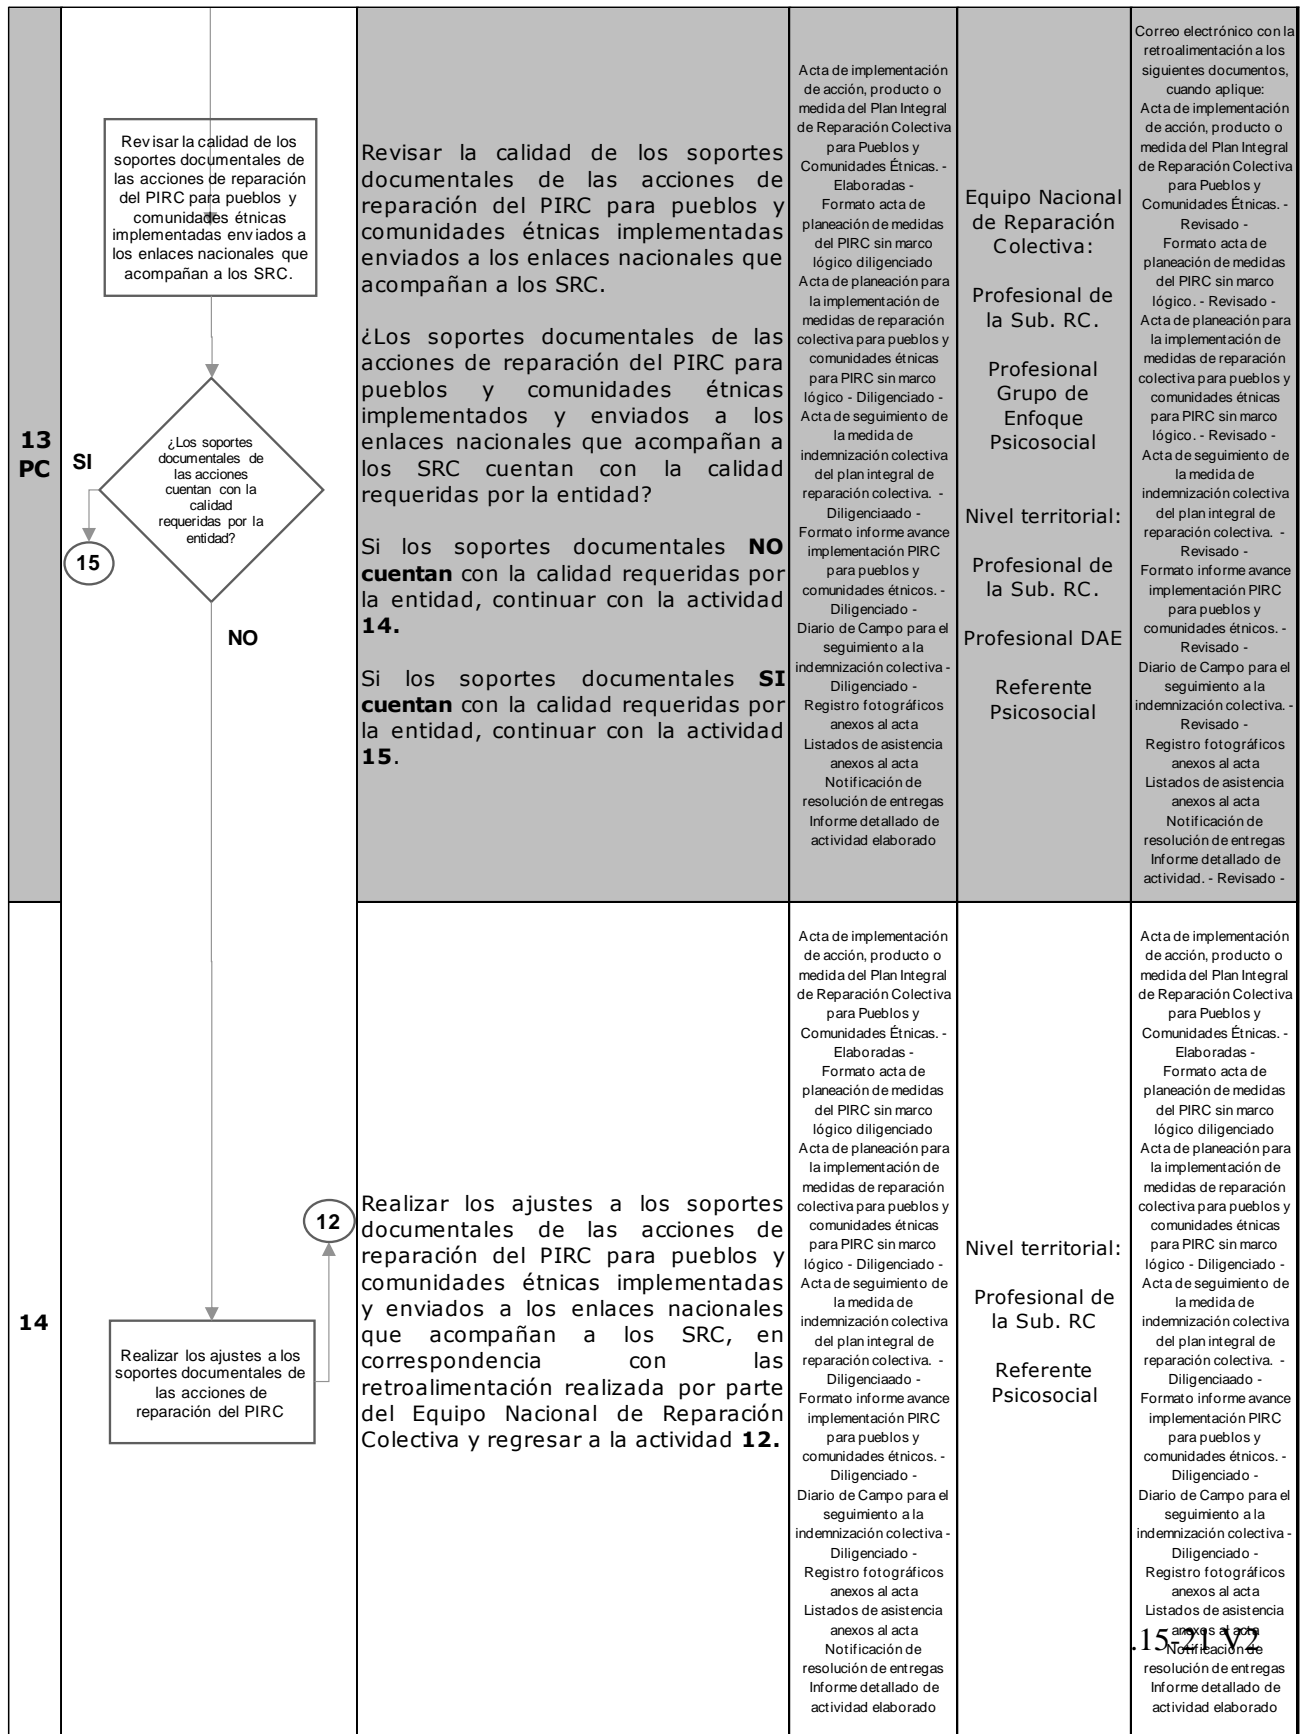 13
PC
Revisar la calidad de los
soportes documentales de
las acciones de reparación
del PIRC para pueblos y
comunidades étnicas
implementadas enviados a
los enlaces nacionales que
acompañan a los SRC.
¿Los soportes
documentales de
las acciones
cuentan con la
calidad
requeridas por la
entidad?
SI
15
NO
Revisar la calidad de los soportes
documentales de las acciones de
reparación del PIRC para pueblos y
comunidades étnicas implementadas
enviados a los enlaces nacionales que
acompañan a los SRC.
¿Los soportes documentales de las
acciones de reparación del PIRC para
pueblos y comunidades étnicas
implementados y enviados a los
enlaces nacionales que acompañan a
los SRC cuentan con la calidad
requeridas por la entidad?
Si los soportes documentales NO
cuentan con la calidad requeridas por
la entidad, continuar con la actividad
14.
Si los soportes documentales SI
cuentan con la calidad requeridas por
la entidad, continuar con la actividad
15.
Acta de implementación
de acción, producto o
medida del Plan Integral
de Reparación Colectiva
para Pueblos y
Comunidades Étnicas. -
Elaboradas -
Formato acta de
planeación de medidas
del PIRC sin marco
lógico diligenciado
Acta de planeación para
la implementación de
medidas de reparación
colectiva para pueblos y
comunidades étnicas
para PIRC sin marco
lógico - Diligenciado -
Acta de seguimiento de
la medida de
indemnización colectiva
del plan integral de
reparación colectiva. -
Diligenciaado -
Formato informe avance
implementación PIRC
para pueblos y
comunidades étnicos. -
Diligenciado -
Diario de Campo para el
seguimiento a la
indemnización colectiva -
Diligenciado -
Registro fotográficos
anexos al acta
Listados de asistencia
anexos al acta
Notificación de
resolución de entregas
Informe detallado de
actividad elaborado
Equipo Nacional
de Reparación
Colectiva:
Profesional de
la Sub. RC.
Profesional
Grupo de
Enfoque
Psicosocial
Nivel territorial:
Profesional de
la Sub. RC.
Profesional DAE
Referente
Psicosocial
Correo electrónico con la
retroalimentación a los
siguientes documentos,
cuando aplique:
Acta de implementación
de acción, producto o
medida del Plan Integral
de Reparación Colectiva
para Pueblos y
Comunidades Étnicas. -
Revisado -
Formato acta de
planeación de medidas
del PIRC sin marco
lógico. - Revisado -
Acta de planeación para
la implementación de
medidas de reparación
colectiva para pueblos y
comunidades étnicas
para PIRC sin marco
lógico. - Revisado -
Acta de seguimiento de
la medida de
indemnización colectiva
del plan integral de
reparación colectiva. -
Revisado -
Formato informe avance
implementación PIRC
para pueblos y
comunidades étnicos. -
Revisado -
Diario de Campo para el
seguimiento a la
indemnización colectiva. -
Revisado -
Registro fotográficos
anexos al acta
Listados de asistencia
anexos al acta
Notificación de
resolución de entregas
Informe detallado de
actividad. - Revisado -
14
12
Realizar los ajustes a los
soportes documentales de
las acciones de
reparación del PIRC
Realizar los ajustes a los soportes
documentales de las acciones de
reparación del PIRC para pueblos y
comunidades étnicas implementadas
y enviados a los enlaces nacionales
que acompañan a los SRC, en
correspondencia con las
retroalimentación realizada por parte
del Equipo Nacional de Reparación
Colectiva y regresar a la actividad 12.
Acta de implementación
de acción, producto o
medida del Plan Integral
de Reparación Colectiva
para Pueblos y
Comunidades Étnicas. -
Elaboradas -
Formato acta de
planeación de medidas
del PIRC sin marco
lógico diligenciado
Acta de planeación para
la implementación de
medidas de reparación
colectiva para pueblos y
comunidades étnicas
para PIRC sin marco
lógico - Diligenciado -
Acta de seguimiento de
la medida de
indemnización colectiva
del plan integral de
reparación colectiva. -
Diligenciaado -
Formato informe avance
implementación PIRC
para pueblos y
comunidades étnicos. -
Diligenciado -
Diario de Campo para el
seguimiento a la
indemnización colectiva -
Diligenciado -
Registro fotográficos
anexos al acta
Listados de asistencia
anexos al acta
Notificación de
resolución de entregas
Informe detallado de
actividad elaborado
Nivel territorial:
Profesional de
la Sub. RC
Referente
Psicosocial
Acta de implementación
de acción, producto o
medida del Plan Integral
de Reparación Colectiva
para Pueblos y
Comunidades Étnicas. -
Elaboradas -
Formato acta de
planeación de medidas
del PIRC sin marco
lógico diligenciado
Acta de planeación para
la implementación de
medidas de reparación
colectiva para pueblos y
comunidades étnicas
para PIRC sin marco
lógico - Diligenciado -
Acta de seguimiento de
la medida de
indemnización colectiva
del plan integral de
reparación colectiva. -
Diligenciaado -
Formato informe avance
implementación PIRC
para pueblos y
comunidades étnicos. -
Diligenciado -
Diario de Campo para el
seguimiento a la
indemnización colectiva -
Diligenciado -
Registro fotográficos
anexos al acta
Listados de asistencia
anexos al acta
.15-21 V2
Notificación de
resolución de entregas
Informe detallado de
actividad elaborado